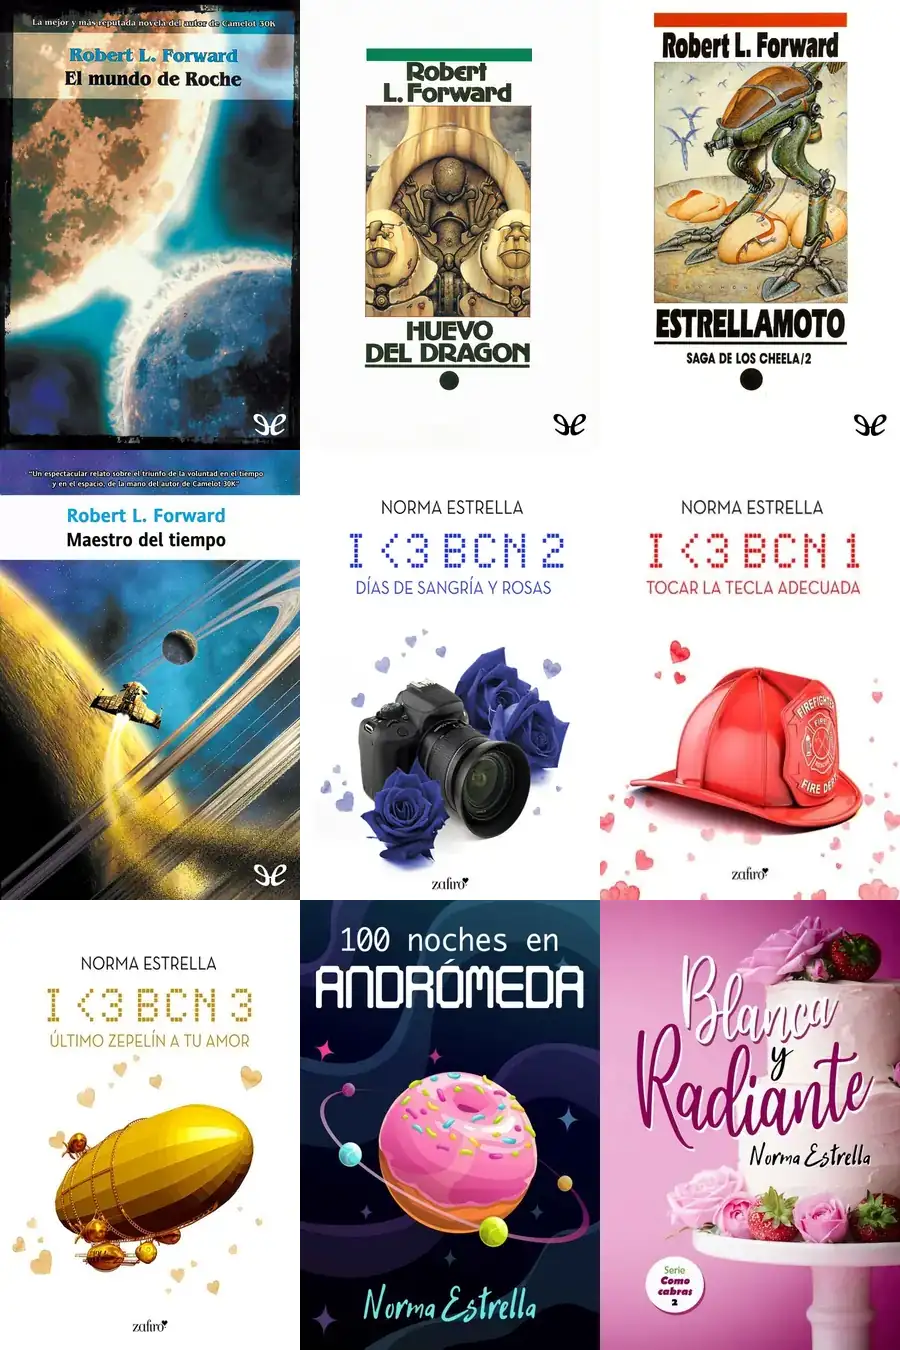 La mejor y más reputada novela del autor de Camelot 30K
Robert L. Forward
El mundo de Roche
Robert
L. Forward
HUEVO
DEL DRAGON
Robert L. Forward
ESTRELLAMOTO
SAGA DE LOS CHEELA/2
"Un espectacular relato sobre el triunfo de la voluntad en el tiempo
y en el espacio, de la mano del autor de Camelot 30K"
Robert L. Forward
Maestro del tiempo
NORMA ESTRELLA
I <3 BCN 2
DÍAS DE SANGRÍA Y ROSAS
zafiro
NORMA ESTRELLA
I <3 BCN 1
TOCAR LA TECLA ADECUADA
FIREFIGHTER
FIRE
FIRE DEPT
zafiro
NORMA ESTRELLA
I <3 BCN 3
ÚLTIMO ZEPELÍN A TU AMOR
zafiro
100 noches en
ANDRÓMEDA
Norma Estrella
Blanca
y
Radiante
Norma Estrella
Serie
Como
cabras
2